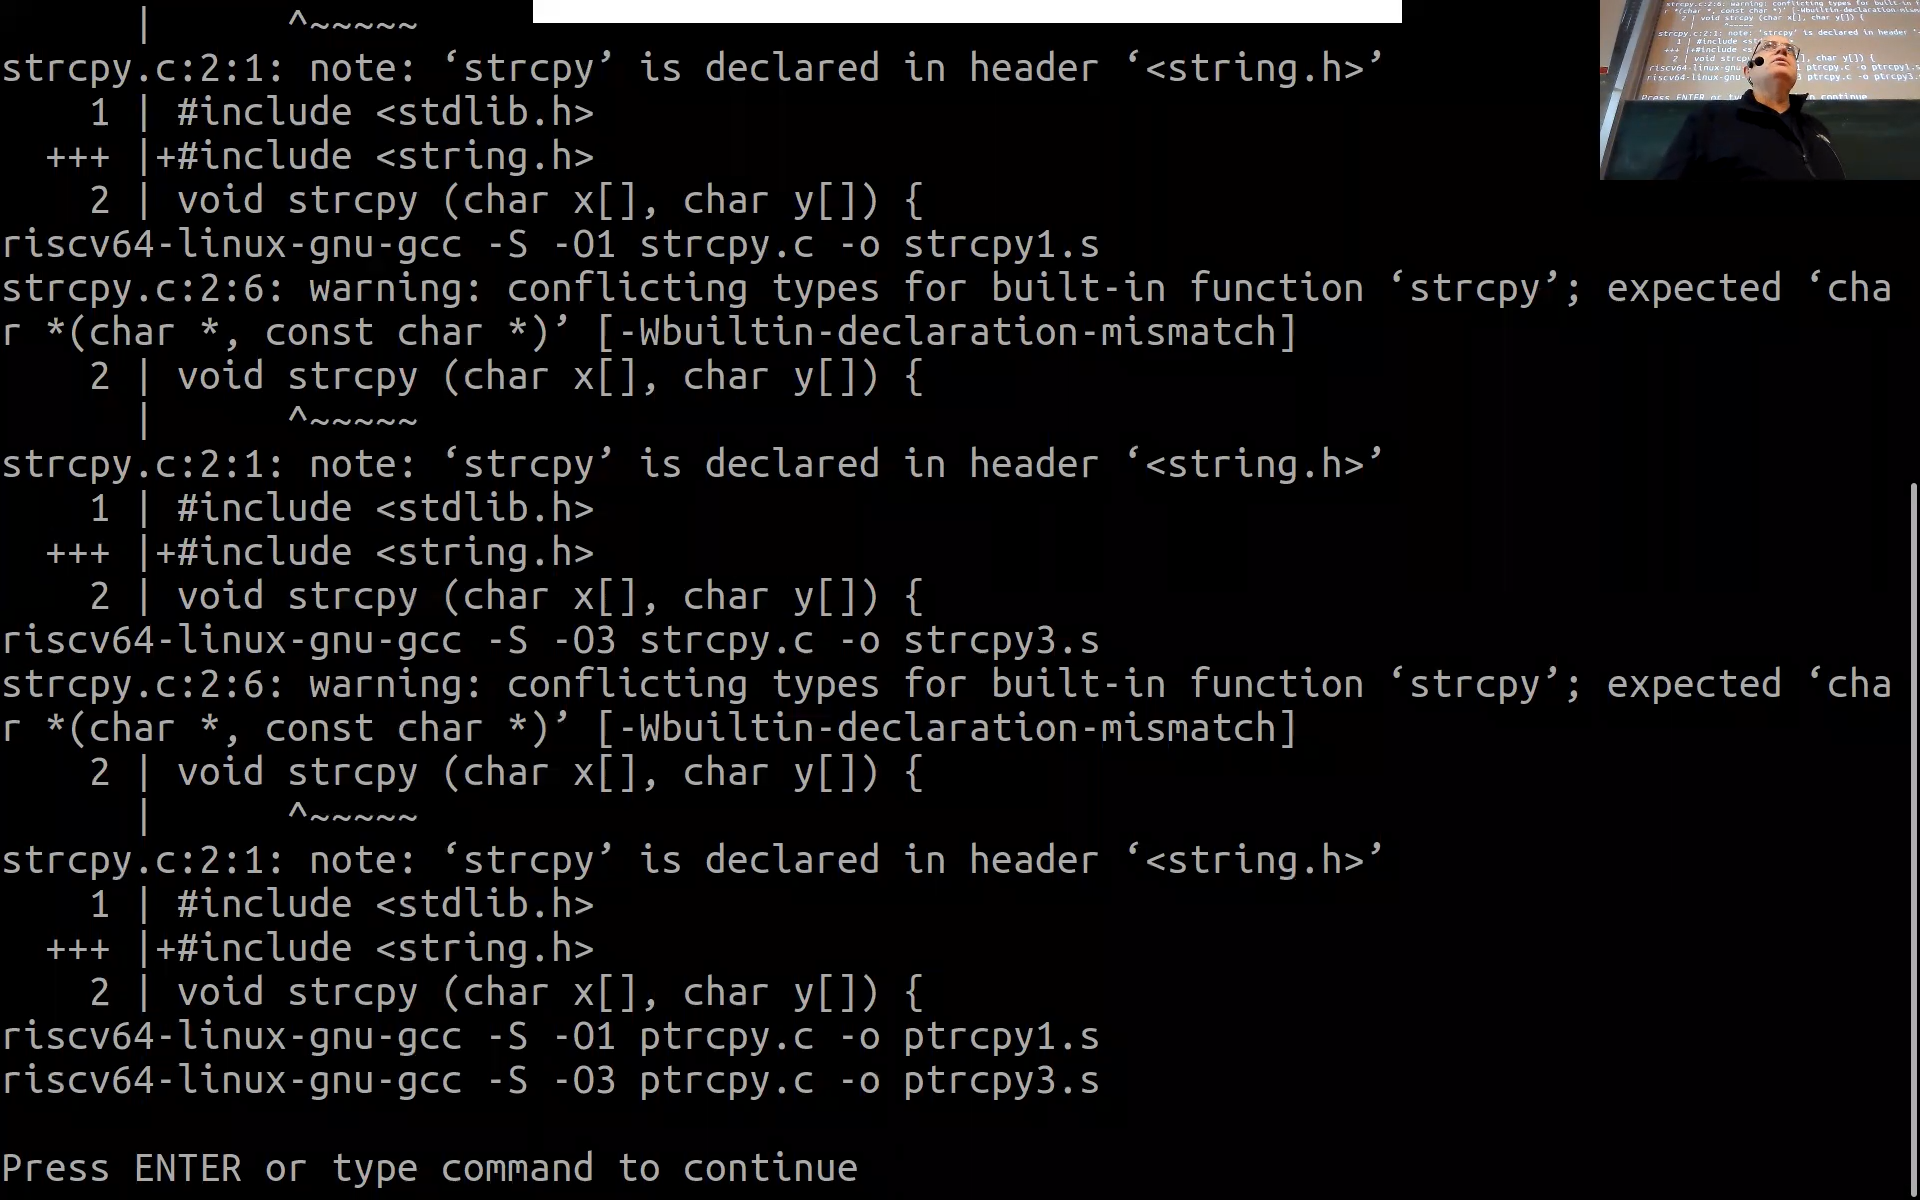 |      ^~~~~~
strcpy.c:2:1: note: ‘strcpy’ is declared in header ‘<string.h>’
    1 | #include <stdlib.h>
  +++ |+#include <string.h>
    2 | void strcpy (char x[], char y[]) {
riscv64-linux-gnu-gcc -S -O1 strcpy.c -o strcpy1.s
strcpy.c:2:6: warning: conflicting types for built-in function ‘strcpy’; expected ‘cha
r *(char *, const char *)’ [-Wbuiltin-declaration-mismatch]
    2 | void strcpy (char x[], char y[]) {
      |      ^~~~~~
strcpy.c:2:1: note: ‘strcpy’ is declared in header ‘<string.h>’
    1 | #include <stdlib.h>
  +++ |+#include <string.h>
    2 | void strcpy (char x[], char y[]) {
riscv64-linux-gnu-gcc -S -O3 strcpy.c -o strcpy3.s
strcpy.c:2:6: warning: conflicting types for built-in function ‘strcpy’; expected ‘cha
r *(char *, const char *)’ [-Wbuiltin-declaration-mismatch]
    2 | void strcpy (char x[], char y[]) {
      |      ^~~~~~
strcpy.c:2:1: note: ‘strcpy’ is declared in header ‘<string.h>’
    1 | #include <stdlib.h>
  +++ |+#include <string.h>
    2 | void strcpy (char x[], char y[]) {
riscv64-linux-gnu-gcc -S -O1 ptrcpy.c -o ptrcpy1.s
riscv64-linux-gnu-gcc -S -O3 ptrcpy.c -o ptrcpy3.s
Press ENTER or type command to continue